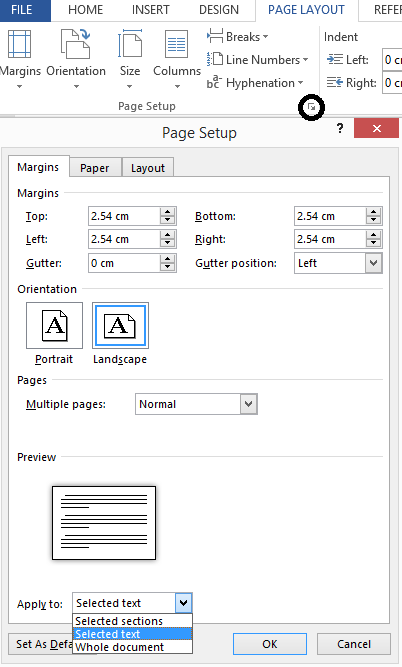 FILE HOME INSERT DESIGN PAGE LAYOUT REFER
Margins Orientation Size Columns
Breaks
Line Numbers
Hyphenation
Indent
Left: 0 c
Right: 0 c
Page Setup
Page Setup ?
Margins Paper Layout
Margins
Top: 2.54 cm Bottom: 2.54 cm
Left: 2.54 cm Right: 2.54 cm
Gutter: 0 cm Gutter position: Left
Orientation
A A
Portrait Landscape
Pages
Multiple pages: Normal
Preview
Apply to: Selected text
Selected sections
Selected text
Whole document
Set As Defa OK Cancel